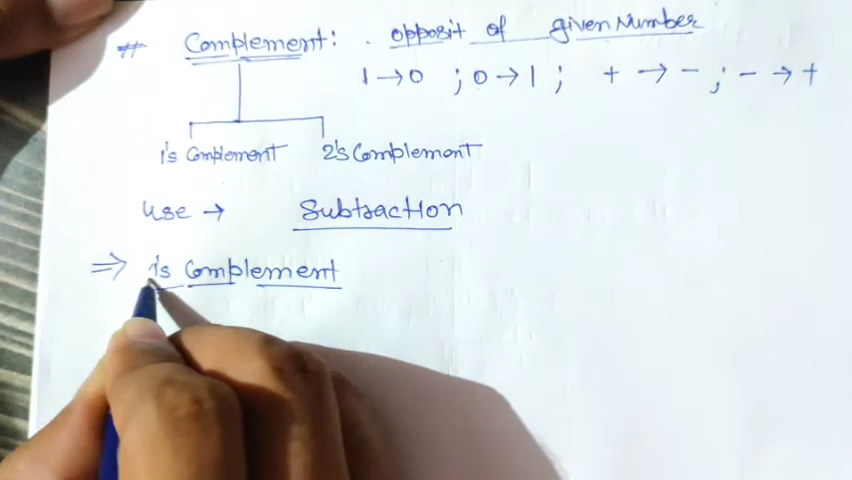 # Complement: . opposit of given Number
1 → 0 ; 0 → 1 ; + → - ; - → +
1's Complement 2's Complement
use → Subtraction
⇒ 1's Complement